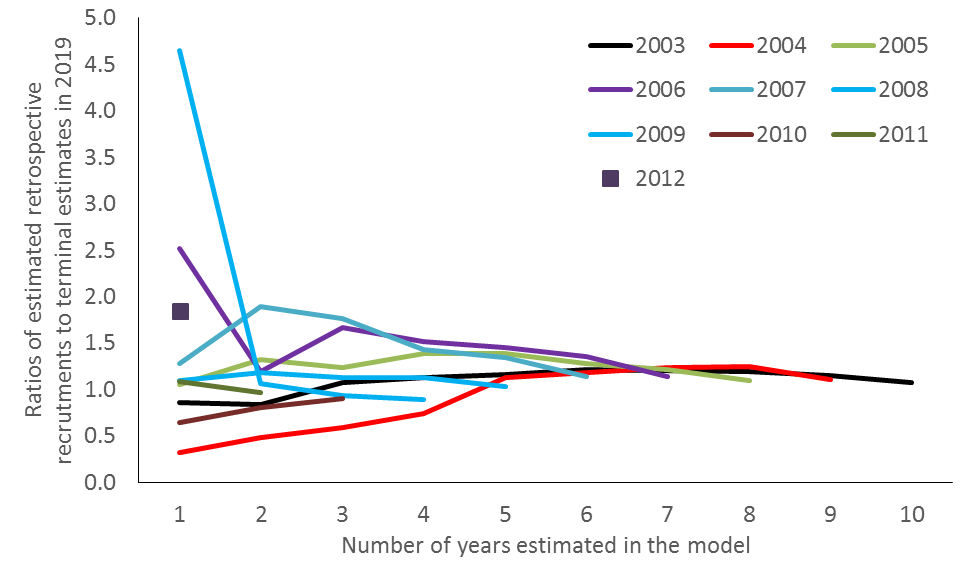 Ratios of estimated retrospective
recrutments to terminal estimates in 2019
5.0
4.5
4.0
3.5
3.0
2.5
2.0
1.5
1.0
0.5
0.0
2003 2004 2005
2006 2007 2008
2009 2010 2011
2012
1 2 3 4 5 6 7 8 9 10
Number of years estimated in the model